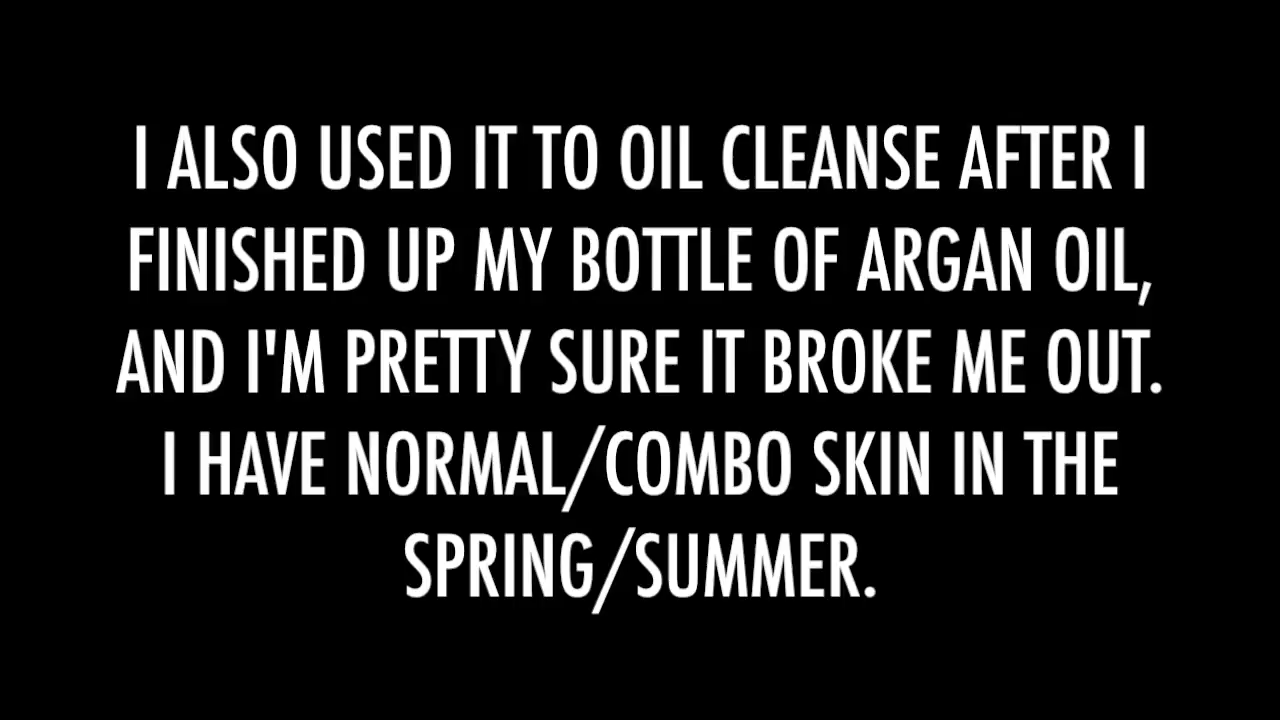 I ALSO USED IT TO OIL CLEANSE AFTER I
FINISHED UP MY BOTTLE OF ARGAN OIL,
AND I'M PRETTY SURE IT BROKE ME OUT.
I HAVE NORMAL/COMBO SKIN IN THE
SPRING/SUMMER.